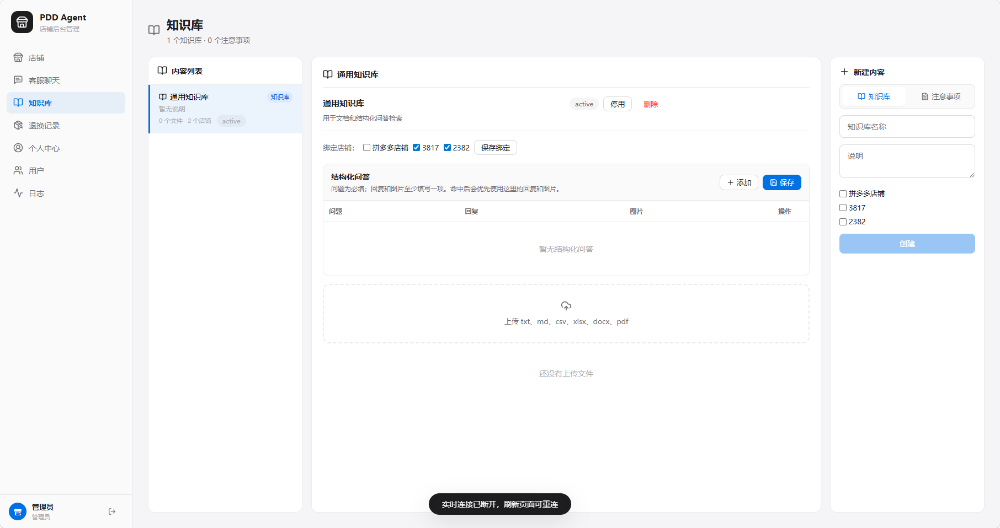 PDD Agent
店铺后台管理
店铺
客服聊天
知识库
退换记录
个人中心
用户
日志
管
管理员
管理员
知识库
1 个知识库 · 0 个注意事项
内容列表
通用知识库
知识库
暂无说明
0 个文件 · 2 个店铺 · active
通用知识库
通用知识库
active
停用
删除
用于文档和结构化问答检索
绑定店铺：
拼多多店铺
3817
2382
保存绑定
结构化问答
问题为必填；回复和图片至少填写一项。命中后会优先使用这里的回复和图片。
添加
保存
问题
回复
图片
操作
暂无结构化问答
上传 txt、md、csv、xlsx、docx、pdf
还没有上传文件
新建内容
知识库
注意事项
知识库名称
说明
拼多多店铺
3817
2382
创建
实时连接已断开，刷新页面可重连